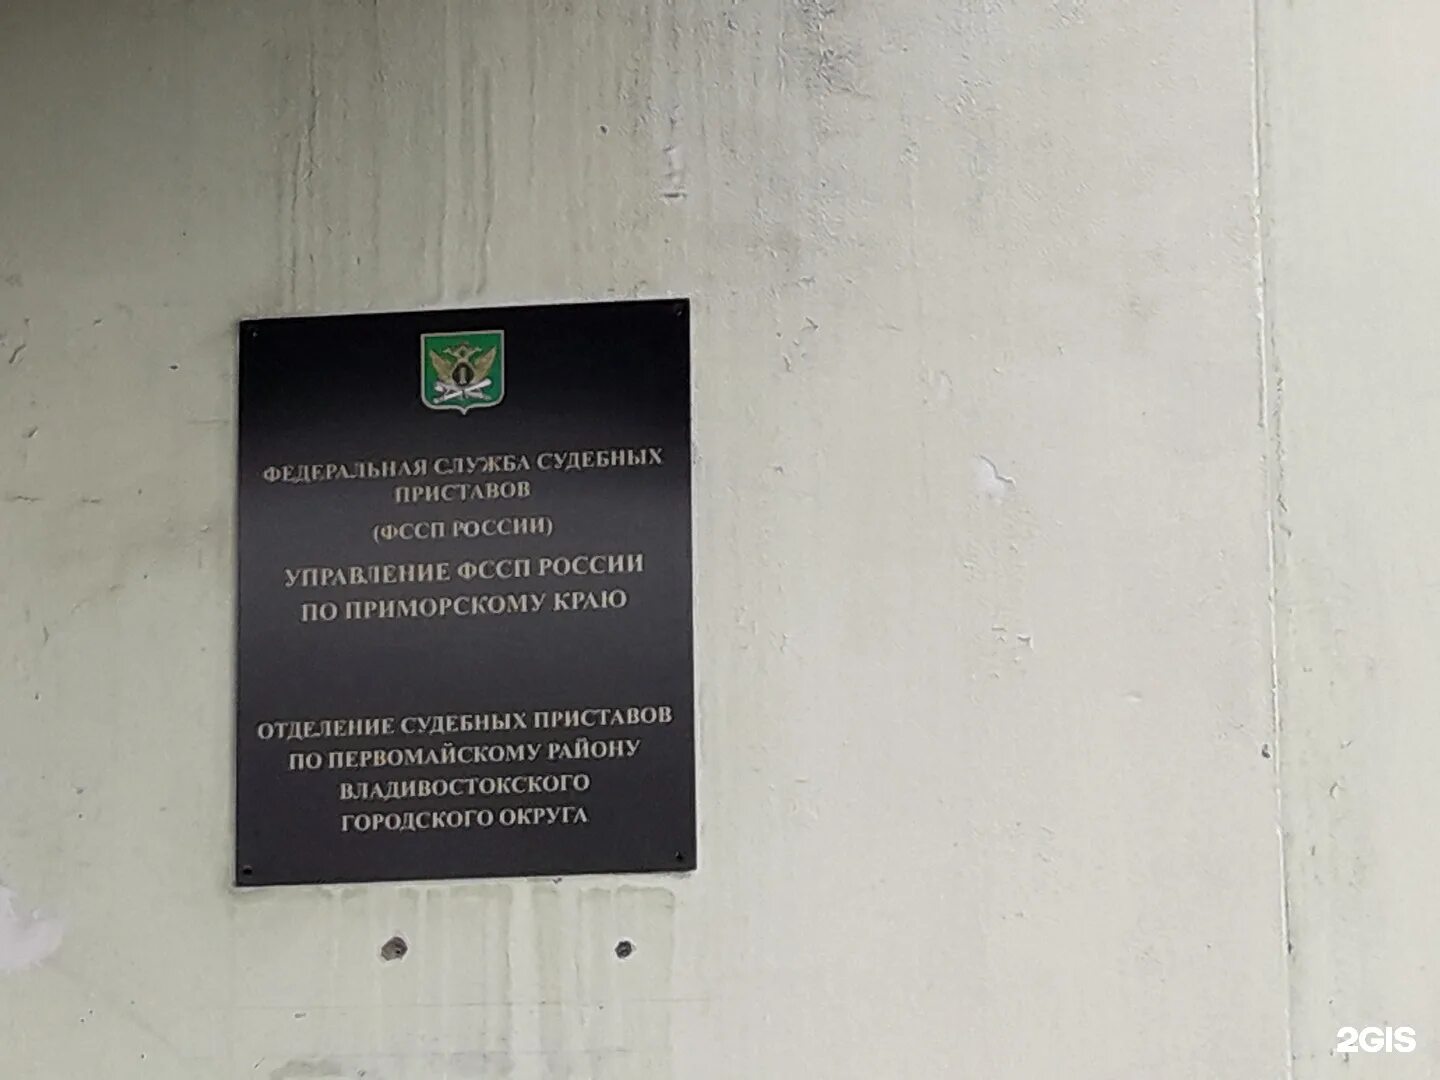 ФЕДЕРАЛЬНАЯ СЛУЖБА СУДЕБНЫХ
ПРИСТАВОВ
(ФССП РОССИИ)
УПРАВЛЕНИЕ ФССП РОССИИ
ПО ПРИМОРСКОМУ КРАЮ
ОТДЕЛЕНИЕ СУДЕБНЫХ ПРИСТАВОВ
ПО ПЕРВОМАЙСКОМУ РАЙОНУ
ВЛАДИВОСТОКСКОГО
ГОРОДСКОГО ОКРУГА
2GIS